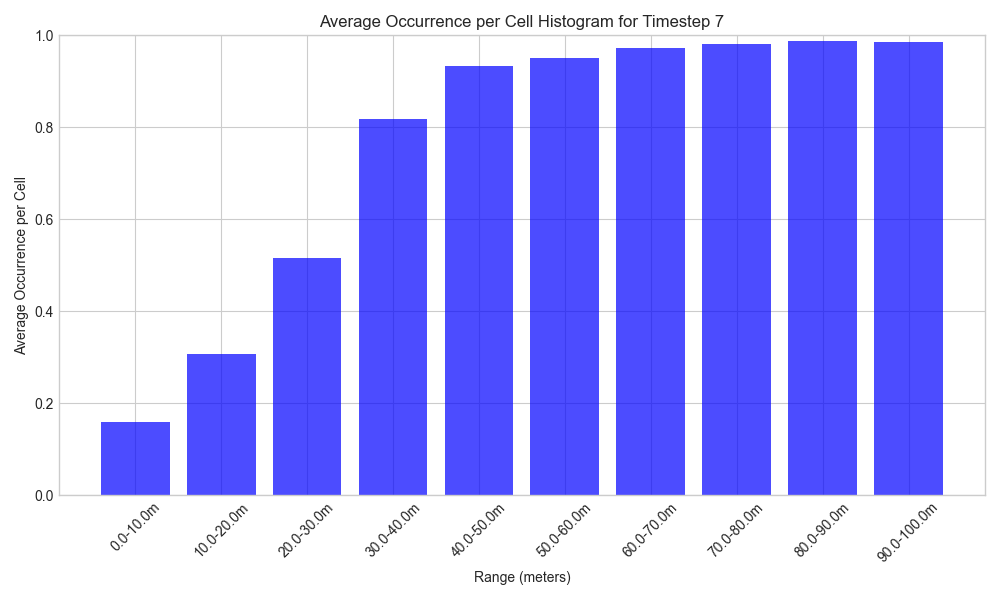 Average Occurrence per Cell Histogram for Timestep 7
Average Occurrence per Cell
1.0
0.8
0.6
0.4
0.2
0.0
0.0-10.0m
10.0-20.0m
20.0-30.0m
30.0-40.0m
40.0-50.0m
50.0-60.0m
60.0-70.0m
70.0-80.0m
80.0-90.0m
90.0-100.0m
Range (meters)